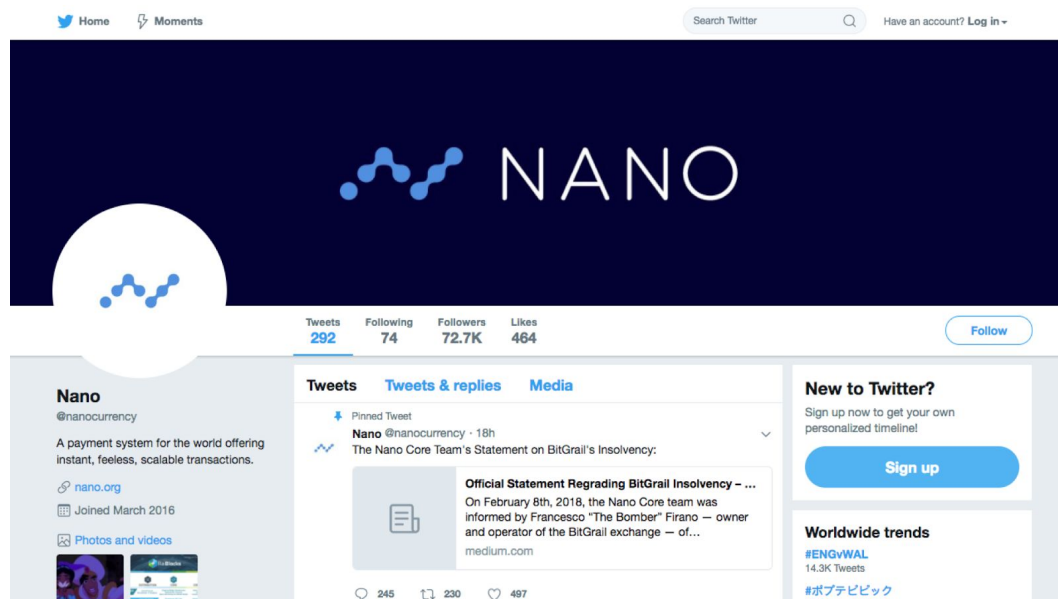 Home
Moments
Search Twitter
Have an account? Log in
NANO
Tweets
292
Following
74
Followers
72.7K
Likes
464
Follow
Nano
@nanocurrency
A payment system for the world offering
instant, feeless, scalable transactions.
nano.org
Joined March 2016
Photos and videos
Tweets
Tweets & replies
Media
Pinned Tweet
Nano @nanocurrency · 18h
The Nano Core Team's Statement on BitGrail's Insolvency:
Official Statement Regrading BitGrail Insolvency – ...
On February 8th, 2018, the Nano Core team was
informed by Francesco "The Bomber" Firano — owner
and operator of the BitGrail exchange — of...
medium.com
245
230
497
New to Twitter?
Sign up now to get your own
personalized timeline!
Sign up
Worldwide trends
#ENGvWAL
14.3K Tweets
#ポプテピピック